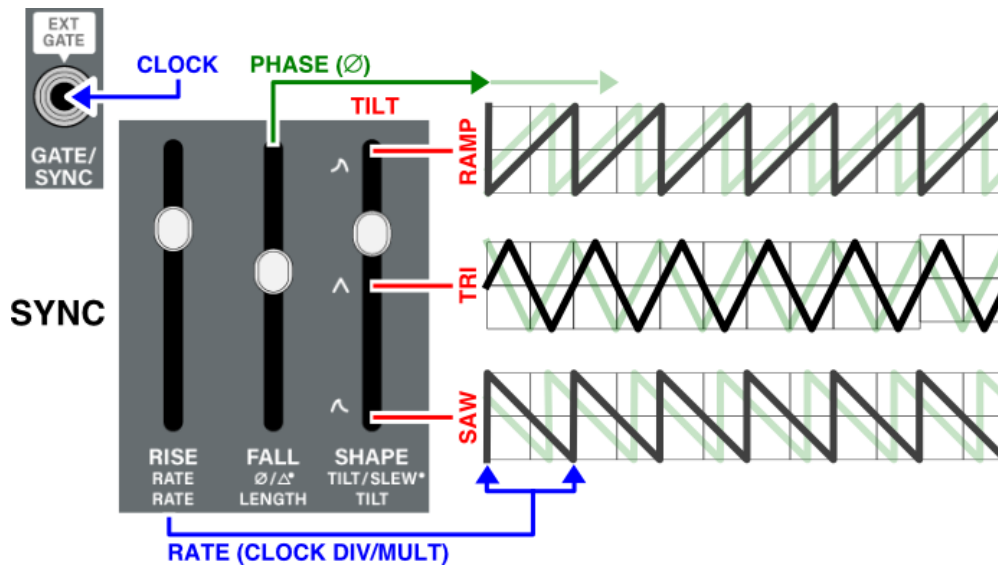 EXT
GATE
GATE/
SYNC
CLOCK
PHASE (Ø)
TILT
RAMP
TRI
SAW
SYNC
RISE
RATE
RATE
FALL
Ø/△*
LENGTH
SHAPE
TILT/SLEW*
TILT
RATE (CLOCK DIV/MULT)